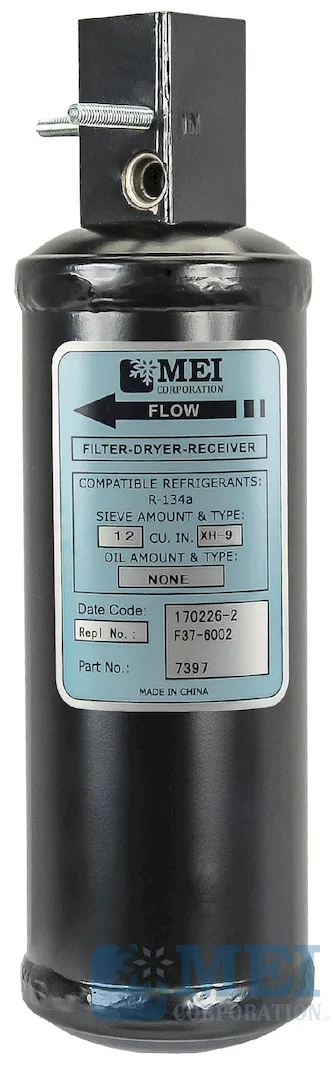 IN
MEI
CORPORATION
FLOW
FILTER-DRYER-RECEIVER
COMPATIBLE REFRIGERANTS:
R-134a
SIEVE AMOUNT & TYPE:
12 CU. IN. XH-9
OIL AMOUNT & TYPE:
NONE
Date Code: 170226-2
Repl No.: F37-6002
Part No.: 7397
MADE IN CHINA
MEI
CORPORATION®